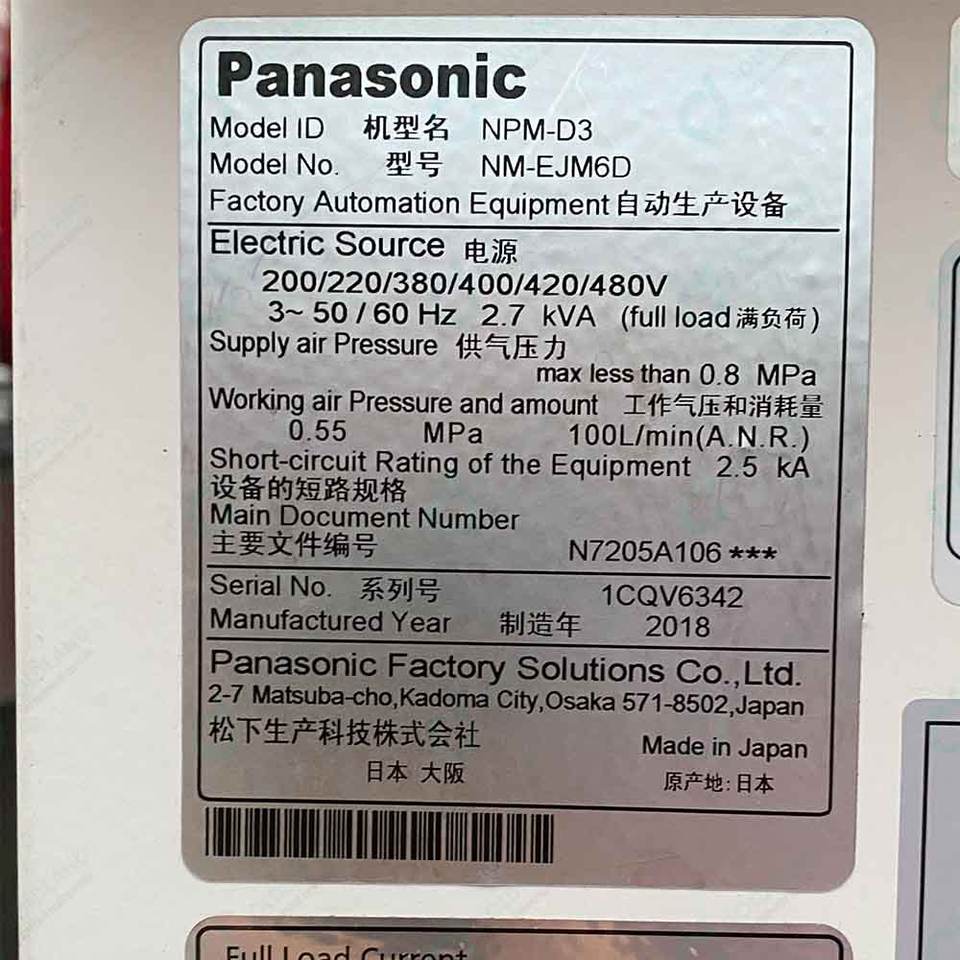 Panasonic
Model ID 机型名 NPM-D3
Model No. 型号 NM-EJM6D
Factory Automation Equipment 自动生产设备
Electric Source 电源
200/220/380/400/420/480V
3~ 50 / 60 Hz 2.7 kVA (full load 满负荷)
Supply air Pressure 供气压力
max less than 0.8 MPa
Working air Pressure and amount 工作气压和消耗量
0.55 MPa 100L/min(A.N.R.)
Short-circuit Rating of the Equipment 2.5 kA
设备的短路规格
Main Document Number
主要文件编号 N7205A106 ***
Serial No. 系列号 1CQV6342
Manufactured Year 制造年 2018
Panasonic Factory Solutions Co.,Ltd.
2-7 Matsuba-cho,Kadoma City,Osaka 571-8502,Japan
松下生产科技株式会社 Made in Japan
日本 大阪 原产地:日本
Full Load Current